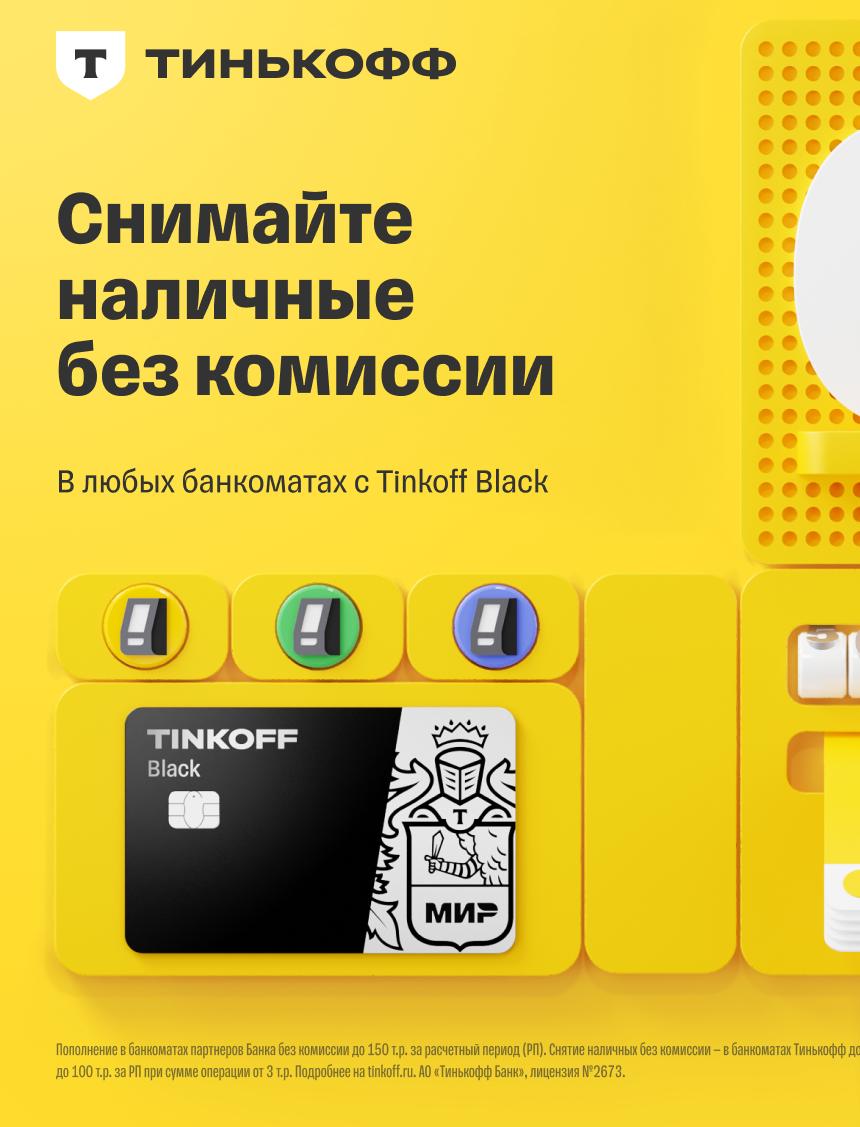 Т ТИНЬКОФФ
Снимайте
наличные
без комиссии
В любых банкоматах с Tinkoff Black
5
TINKOFF
Black
Т
МИР
Пополнение в банкоматах партнеров Банка без комиссии до 150 т.р. за расчетный период (РП). Снятие наличных без комиссии – в банкоматах Тинькофф до
до 100 т.р. за РП при сумме операции от 3 т.р. Подробнее на tinkoff.ru. АО «Тинькофф Банк», лицензия №2673.